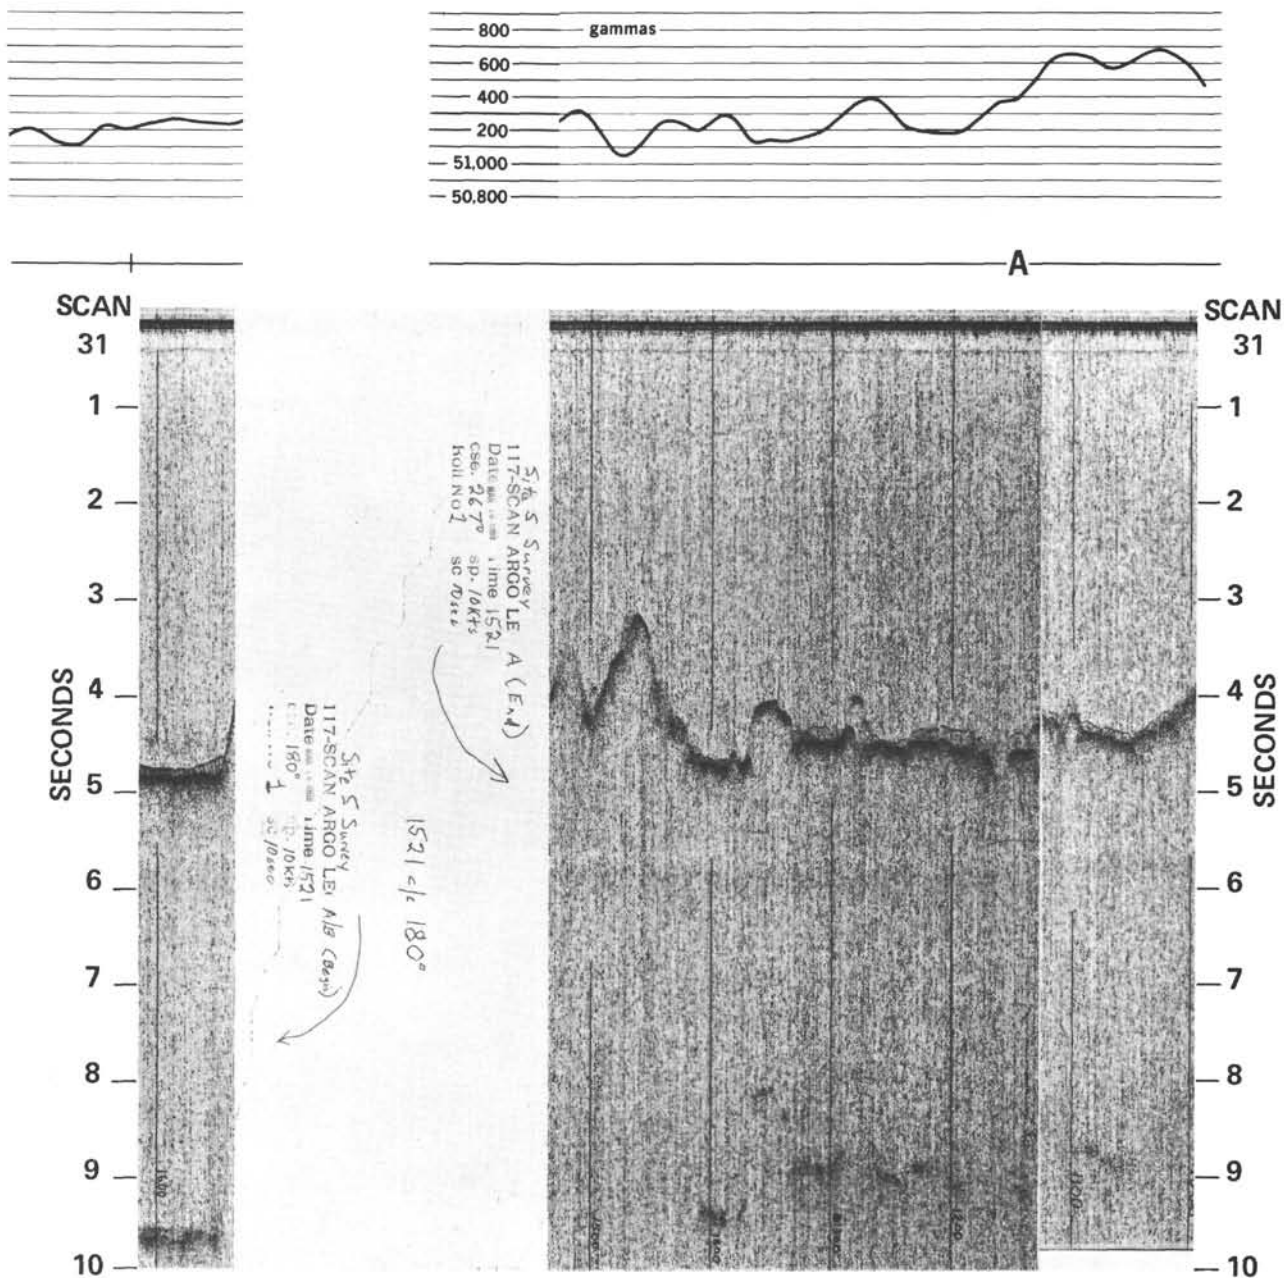 800
gammas
600
400
200
51,000
50,800
A
SCAN
31
SCAN
31
1
2
3
4
5
6
7
8
9
10
SECONDS
1
2
3
4
5
6
7
8
9
10
SECONDS
Site 5 Survey
117-SCAN ARGO LE A (End)
Date Time 1521
cse. 267° sp. 10Kts
Roll No 1 sc 10sec
1521 c/c 180°
Site 5 Survey
117-SCAN ARGO LE A/B (Begin)
Date Time 1521
180° sp. 10Kts
1 sc 10sec